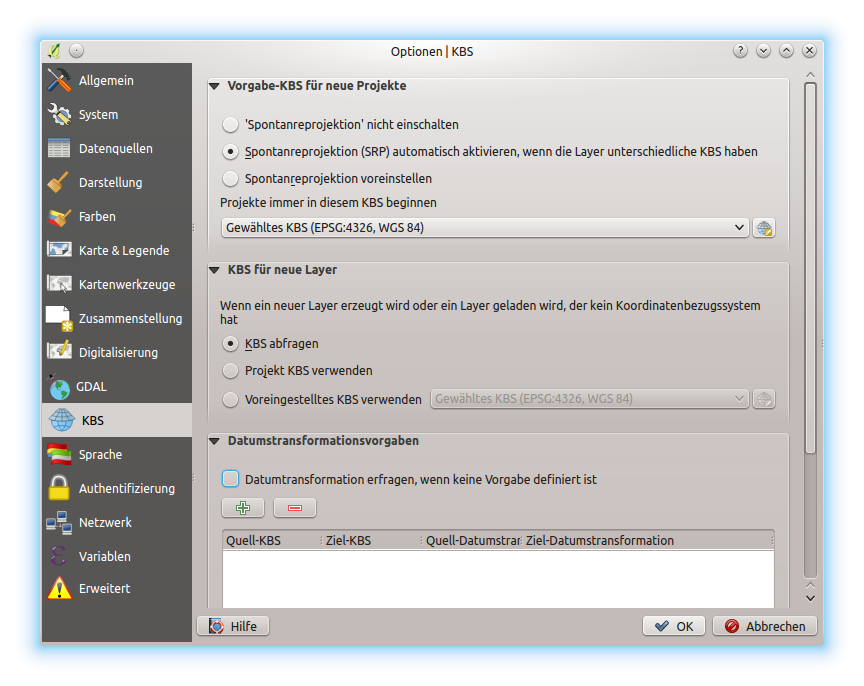 Optionen | KBS
Allgemein
System
Datenquellen
Darstellung
Farben
Karte & Legende
Kartenwerkzeuge
Zusammenstellung
Digitalisierung
GDAL
KBS
Sprache
Authentifizierung
Netzwerk
Variablen
Erweitert
Vorgabe-KBS für neue Projekte
'Spontanreprojektion' nicht einschalten
Spontanreprojektion (SRP) automatisch aktivieren, wenn die Layer unterschiedliche KBS haben
Spontanreprojektion voreinstellen
Projekte immer in diesem KBS beginnen
Gewähltes KBS (EPSG:4326, WGS 84)
KBS für neue Layer
Wenn ein neuer Layer erzeugt wird oder ein Layer geladen wird, der kein Koordinatenbezugssystem
hat
KBS abfragen
Projekt KBS verwenden
Voreingestelltes KBS verwenden Gewähltes KBS (EPSG:4326, WGS 84)
Datumstransformationsvorgaben
Datumtransformation erfragen, wenn keine Vorgabe definiert ist
Quell-KBS Ziel-KBS Quell-Datumstrar Ziel-Datumstransformation
Hilfe OK Abbrechen